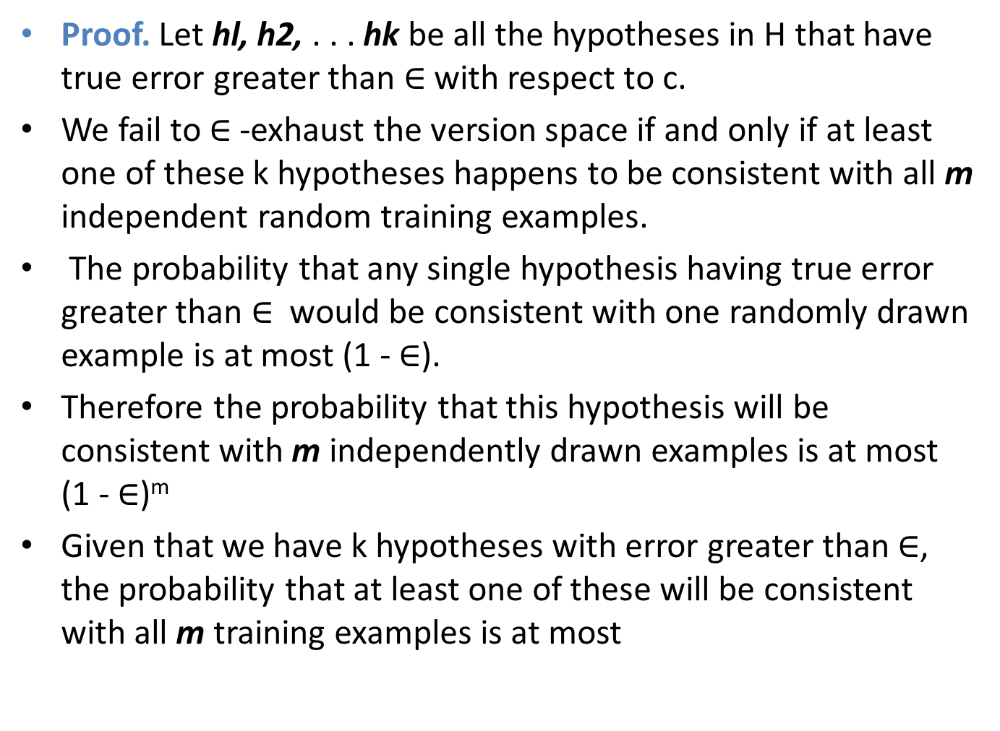 • Proof. Let hl, h2, . . . hk be all the hypotheses in H that have
true error greater than ∈ with respect to c.
• We fail to ∈ -exhaust the version space if and only if at least
one of these k hypotheses happens to be consistent with all m
independent random training examples.
• The probability that any single hypothesis having true error
greater than ∈ would be consistent with one randomly drawn
example is at most (1 - ∈).
• Therefore the probability that this hypothesis will be
consistent with m independently drawn examples is at most
(1 - ∈)ᵐ
• Given that we have k hypotheses with error greater than ∈,
the probability that at least one of these will be consistent
with all m training examples is at most